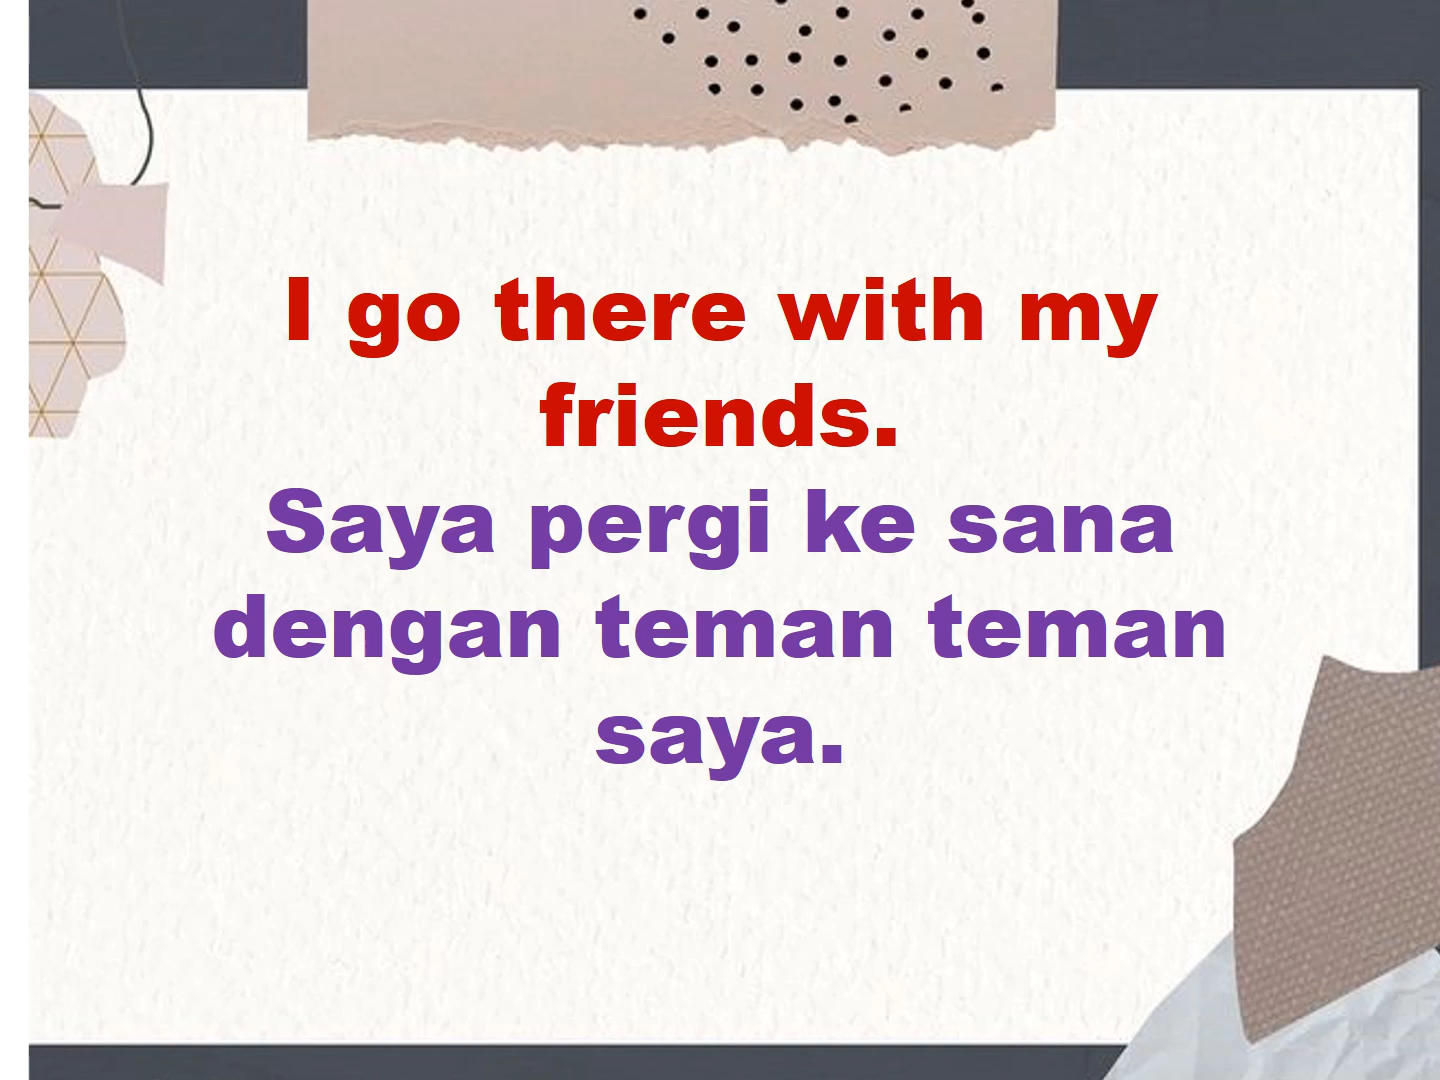 I go there with my
friends.
Saya pergi ke sana
dengan teman teman
saya.